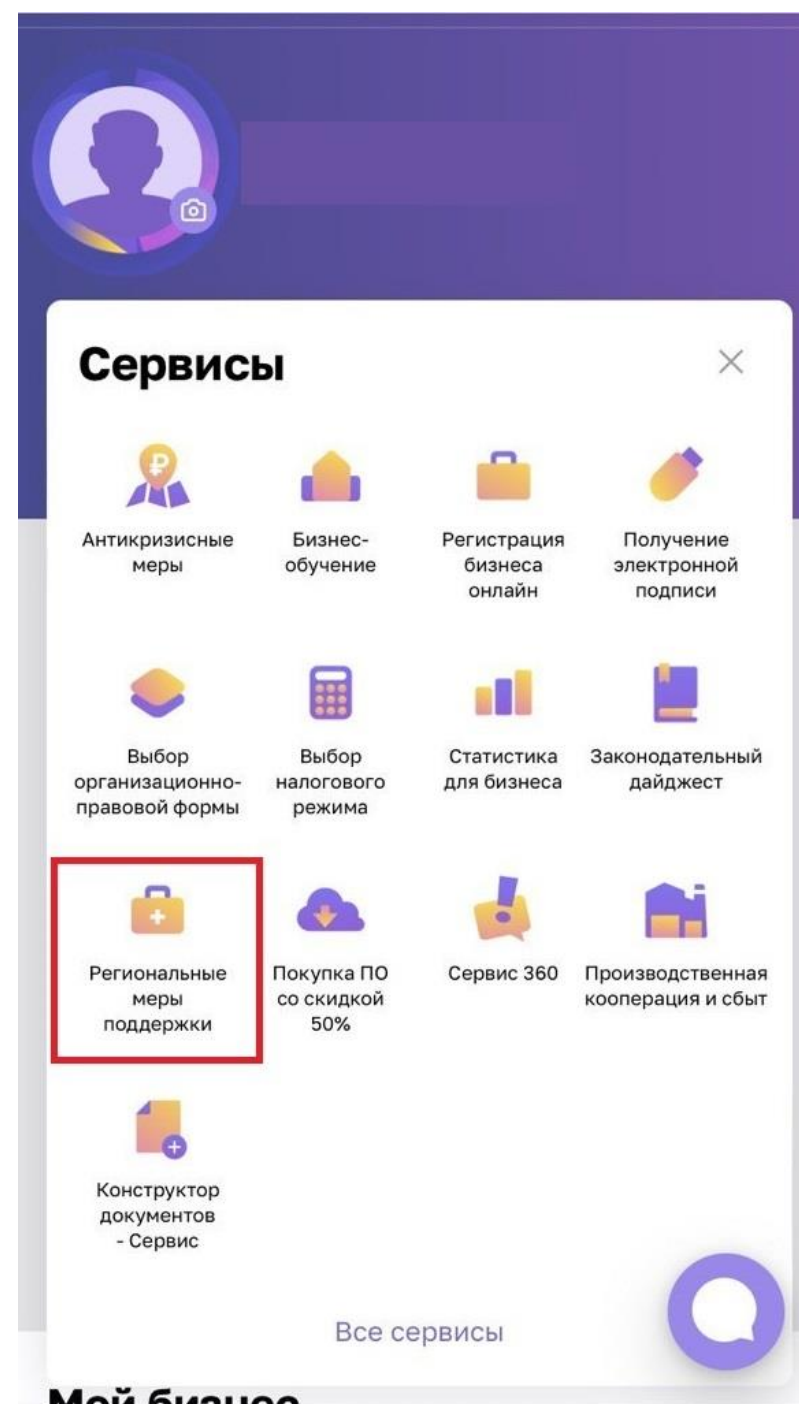 Сервисы
Антикризисные
меры
Бизнес-
обучение
Регистрация
бизнеса
онлайн
Получение
электронной
подписи
Выбор
организационно-
правовой формы
Выбор
налогового
режима
Статистика
для бизнеса
Законодательный
дайджест
Региональные
меры
поддержки
Покупка ПО
со скидкой
50%
Сервис 360
Производственная
кооперация и сбыт
Конструктор
документов
- Сервис
Все сервисы
Мой бизнес